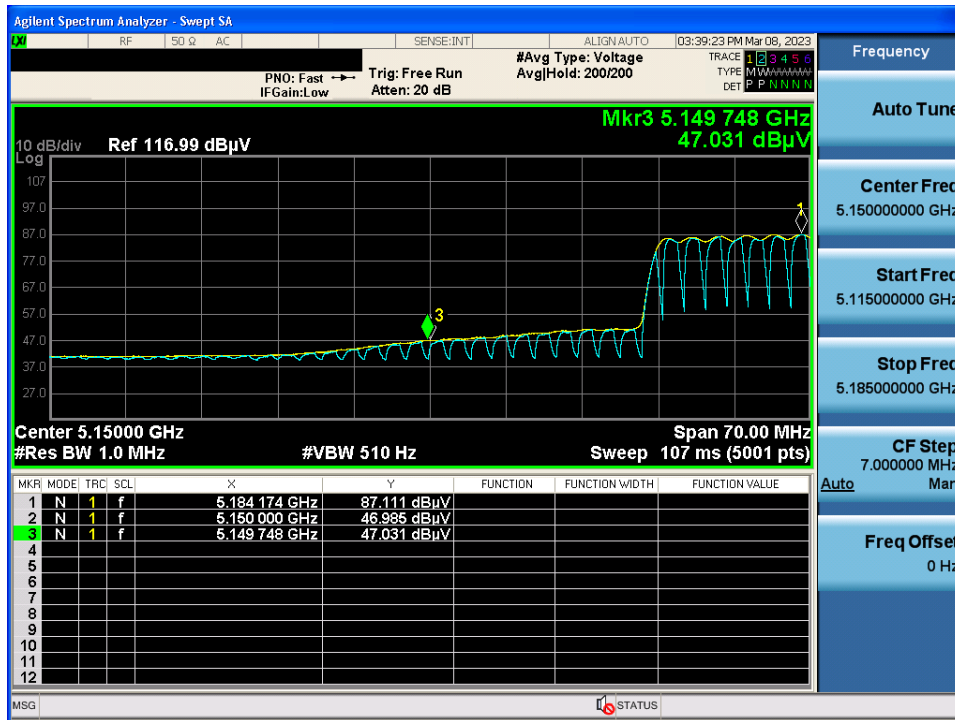 Agilent Spectrum Analyzer - Swept SA
LXI RF 50 Ω AC SENSE:INT ALIGN AUTO 03:39:23 PM Mar 08, 2023
Frequency
PNO: Fast Trig: Free Run #Avg Type: Voltage TRACE 1 2 3 4 5 6
IFGain:Low Atten: 20 dB Avg|Hold: 200/200 TYPE M WWWWW
DET P P N N N N
Auto Tune
Mkr3 5.149 748 GHz
47.031 dBµV
10 dB/div Ref 116.99 dBµV
Log
107
97.0
87.0
77.0
67.0
57.0
47.0
37.0
27.0
1
3
Center Freq
5.150000000 GHz
Start Freq
5.115000000 GHz
Stop Freq
5.185000000 GHz
Center 5.15000 GHz Span 70.00 MHz
#Res BW 1.0 MHz #VBW 510 Hz Sweep 107 ms (5001 pts)
CF Step
7.000000 MHz
Auto Man
MKR MODE TRC SCL X Y FUNCTION FUNCTION WIDTH FUNCTION VALUE
1 N 1 f 5.184 174 GHz 87.111 dBµV
2 N 1 f 5.150 000 GHz 46.985 dBµV
3 N 1 f 5.149 748 GHz 47.031 dBµV
4
5
6
7
8
9
10
11
12
Freq Offset
0 Hz
MSG STATUS